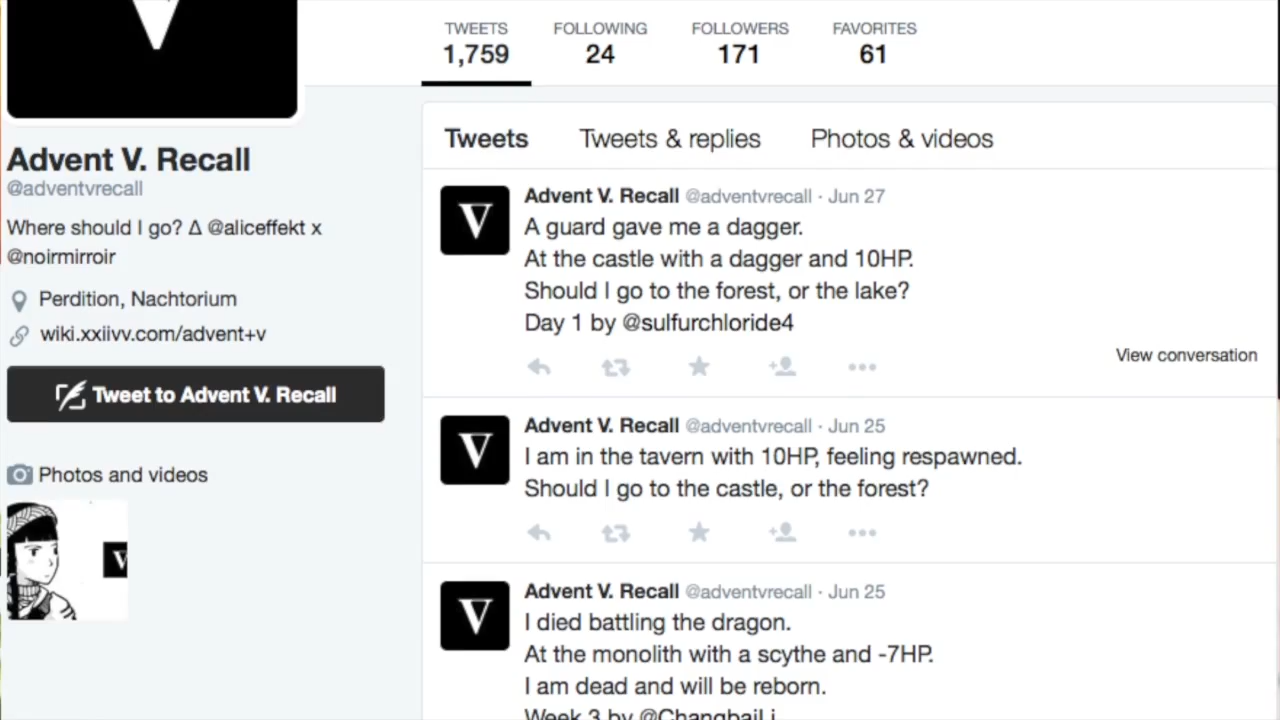 V
TWEETS FOLLOWING FOLLOWERS FAVORITES
1,759 24 171 61
Advent V. Recall
@adventvrecall
Where should I go? Δ @aliceffekt x
@noirmirroir
Perdition, Nachtorium
wiki.xxiivv.com/advent+v
Tweet to Advent V. Recall
Photos and videos
V
Tweets Tweets & replies Photos & videos
V
Advent V. Recall @adventvrecall · Jun 27
A guard gave me a dagger.
At the castle with a dagger and 10HP.
Should I go to the forest, or the lake?
Day 1 by @sulfurchloride4
View conversation
V
Advent V. Recall @adventvrecall · Jun 25
I am in the tavern with 10HP, feeling respawned.
Should I go to the castle, or the forest?
V
Advent V. Recall @adventvrecall · Jun 25
I died battling the dragon.
At the monolith with a scythe and -7HP.
I am dead and will be reborn.
Week 3 by @ChangbaiLi